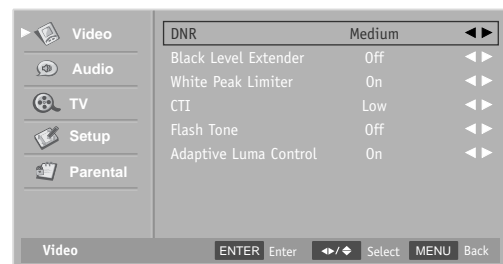 Video
Audio
TV
Setup
Parental
DNR Medium
Black Level Extender Off
White Peak Limiter On
CTI Low
Flash Tone Off
Adaptive Luma Control On
Video ENTER Enter / Select MENU Back